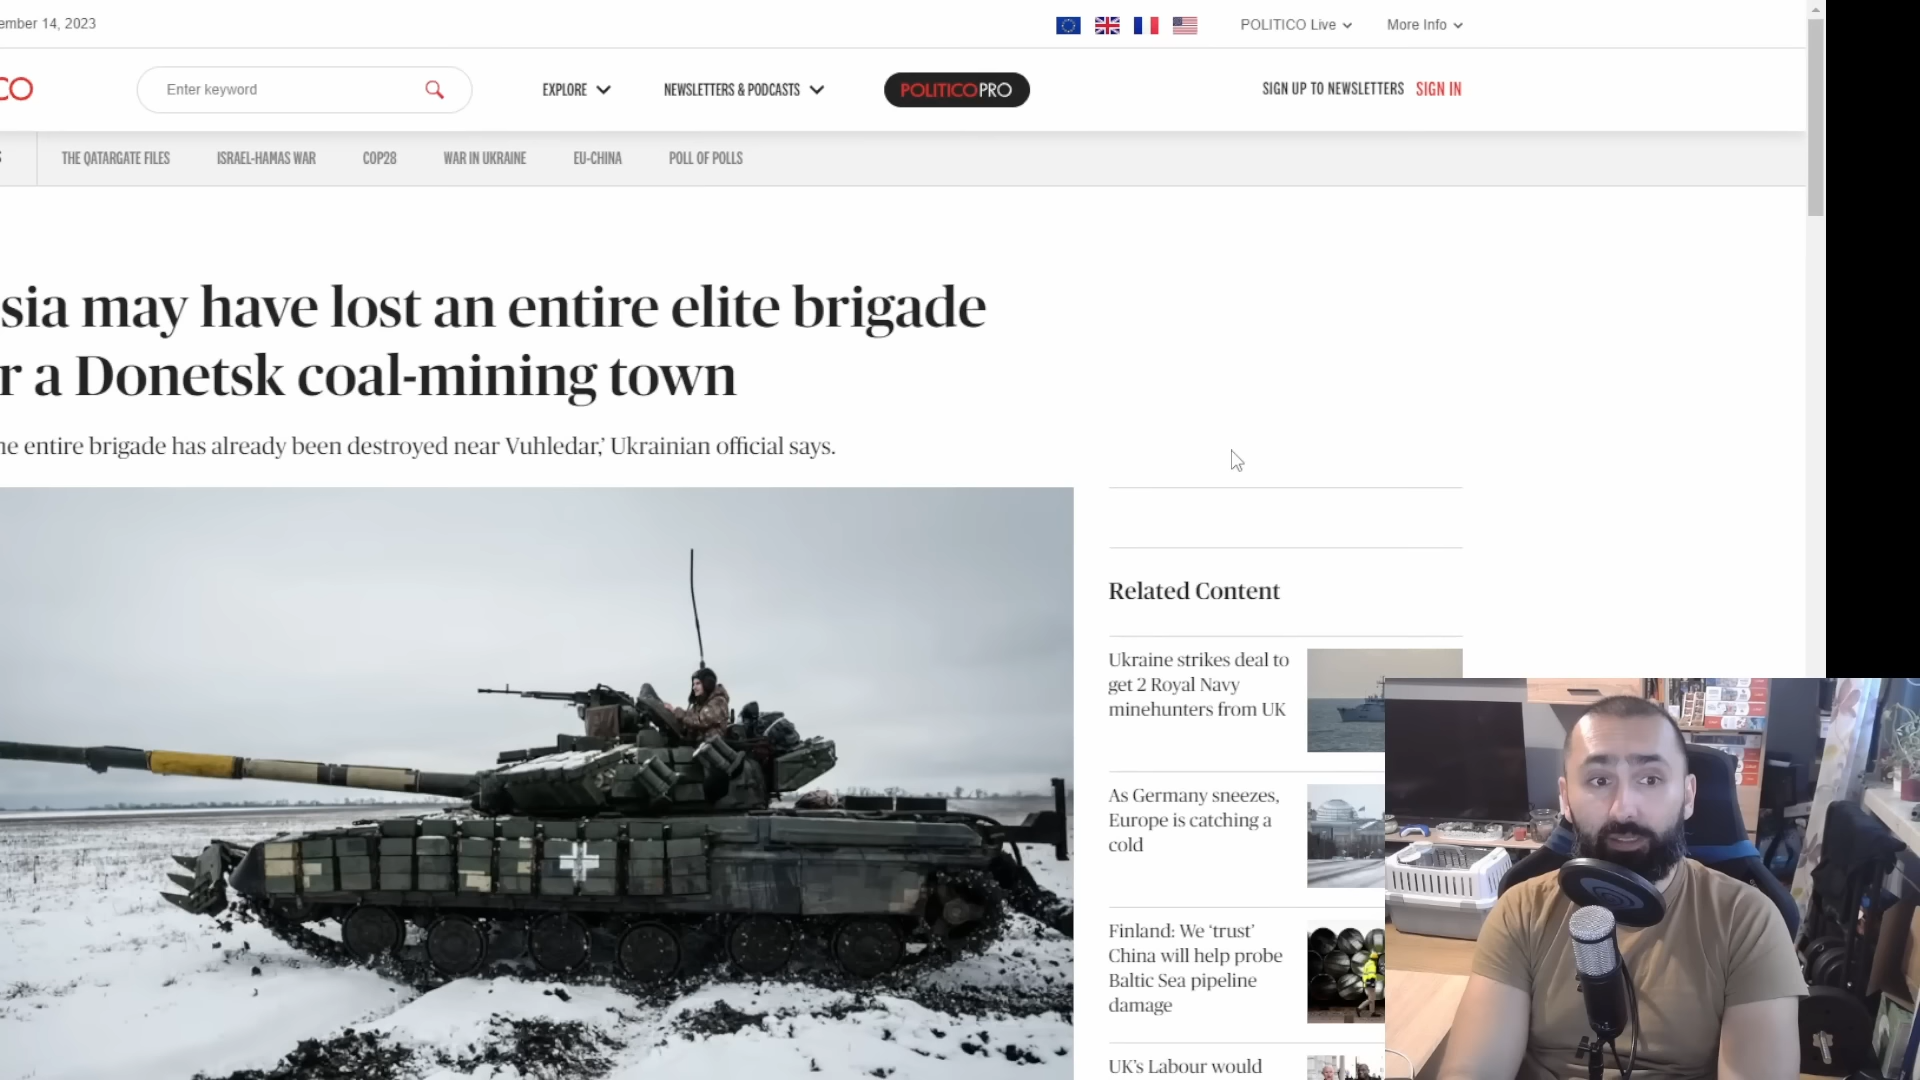 ember 14, 2023
POLITICO Live
More Info
CO
Enter keyword
EXPLORE
NEWSLETTERS & PODCASTS
POLITICOPRO
SIGN UP TO NEWSLETTERS
SIGN IN
S
THE QATARGATE FILES
ISRAEL-HAMAS WAR
COP28
WAR IN UKRAINE
EU-CHINA
POLL OF POLLS
sia may have lost an entire elite brigade
r a Donetsk coal-mining town
he entire brigade has already been destroyed near Vuhledar,’ Ukrainian official says.
Related Content
Ukraine strikes deal to
get 2 Royal Navy
minehunters from UK
As Germany sneezes,
Europe is catching a
cold
Finland: We ‘trust’
China will help probe
Baltic Sea pipeline
damage
UK’s Labour would